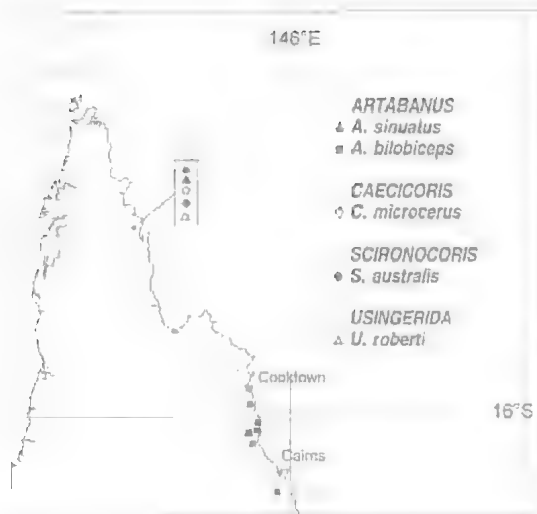 146°E
ARTABANUS
A. sinuatus
A. bilobiceps
CAECICORIS
C. microcerus
SCIRONOCORIS
S. australis
USINGERIDA
U. roberti
Cooktown
16°S
Cairns